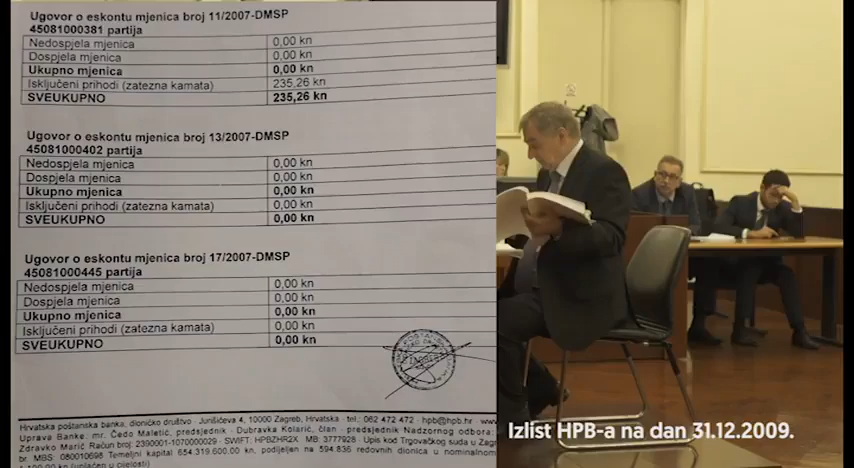 Ugovor o eskontu mjenica broj 11/2007-DMSP
45081000381 partija
Nedospjela mjenica 0,00 kn
Dospjela mjenica 0,00 kn
Ukupno mjenica 0,00 kn
Isključeni prihodi (zatezna kamata) 235,26 kn
SVEUKUPNO 235,26 kn
Ugovor o eskontu mjenica broj 13/2007-DMSP
45081000402 partija
Nedospjela mjenica 0,00 kn
Dospjela mjenica 0,00 kn
Ukupno mjenica 0,00 kn
Isključeni prihodi (zatezna kamata) 0,00 kn
SVEUKUPNO 0,00 kn
Ugovor o eskontu mjenica broj 17/2007-DMSP
45081000445 partija
Nedospjela mjenica 0,00 kn
Dospjela mjenica 0,00 kn
Ukupno mjenica 0,00 kn
Isključeni prihodi (zatezna kamata) 0,00 kn
SVEUKUPNO 0,00 kn
Hrvatska poštanska banka, dioničko društvo · Jurišićeva 4, 10000 Zagreb, Hrvatska · tel.: 062 472 472 · hpb@hpb.hr · www
Uprava Banke: mr. Čedo Maletić, predsjednik · Dubravka Kolarić, član · predsjednik Nadzornog odbora:
Zdravko Marić Račun broj: 2390001-1070000029 · SWIFT: HPBZHR2X MB: 3777928 · Upis kod Trgovačkog suda u Zag
br. MBS: 080010698 Temeljni kapital 654.319.600,00 kn, podijeljen na 594.836 redovnih dionica u nominalnom
(uplaćen u cijelosti)
Izlist HPB-a na dan 31.12.2009.